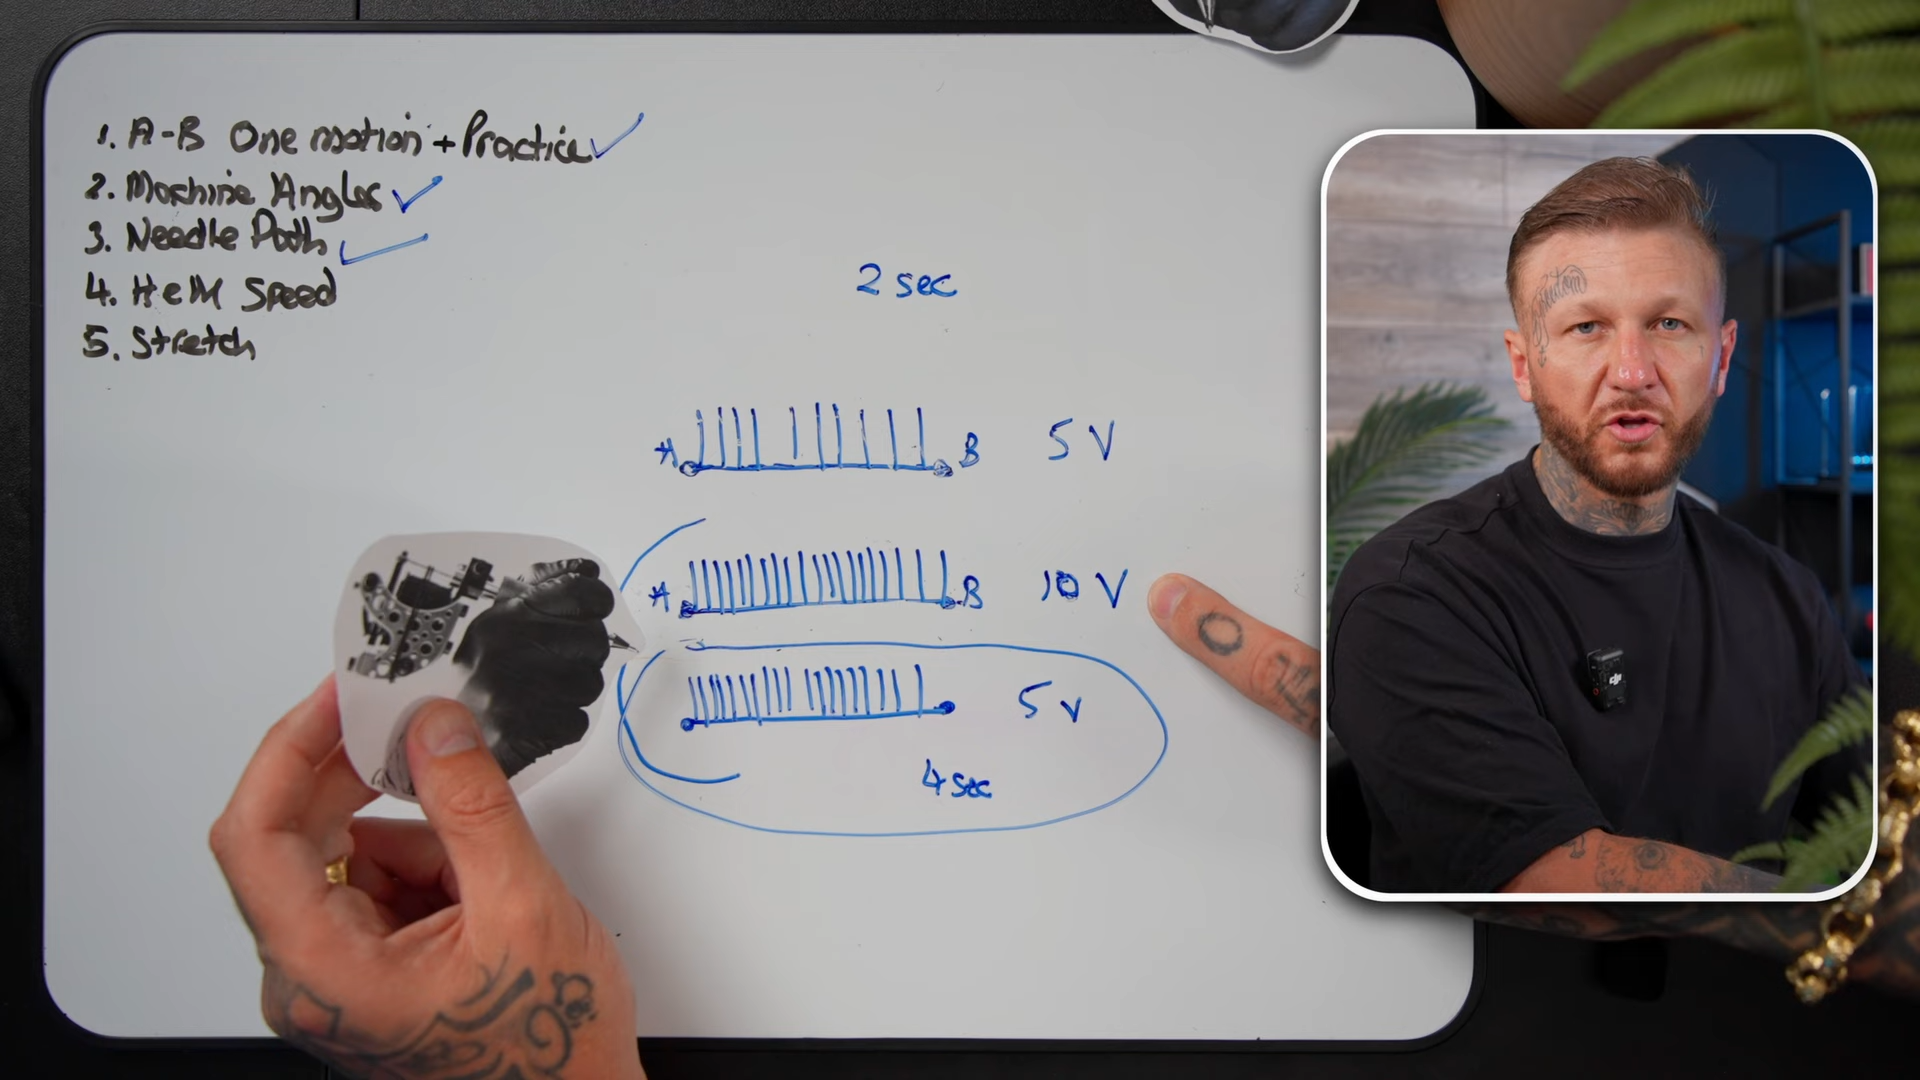 1. A-B One motion + Practice
2. Machine Angles
3. Needle Path
4. H&M Speed
5. Stretch
2 sec
A B 5 V
A B 10 V
5 V
4 sec
dji